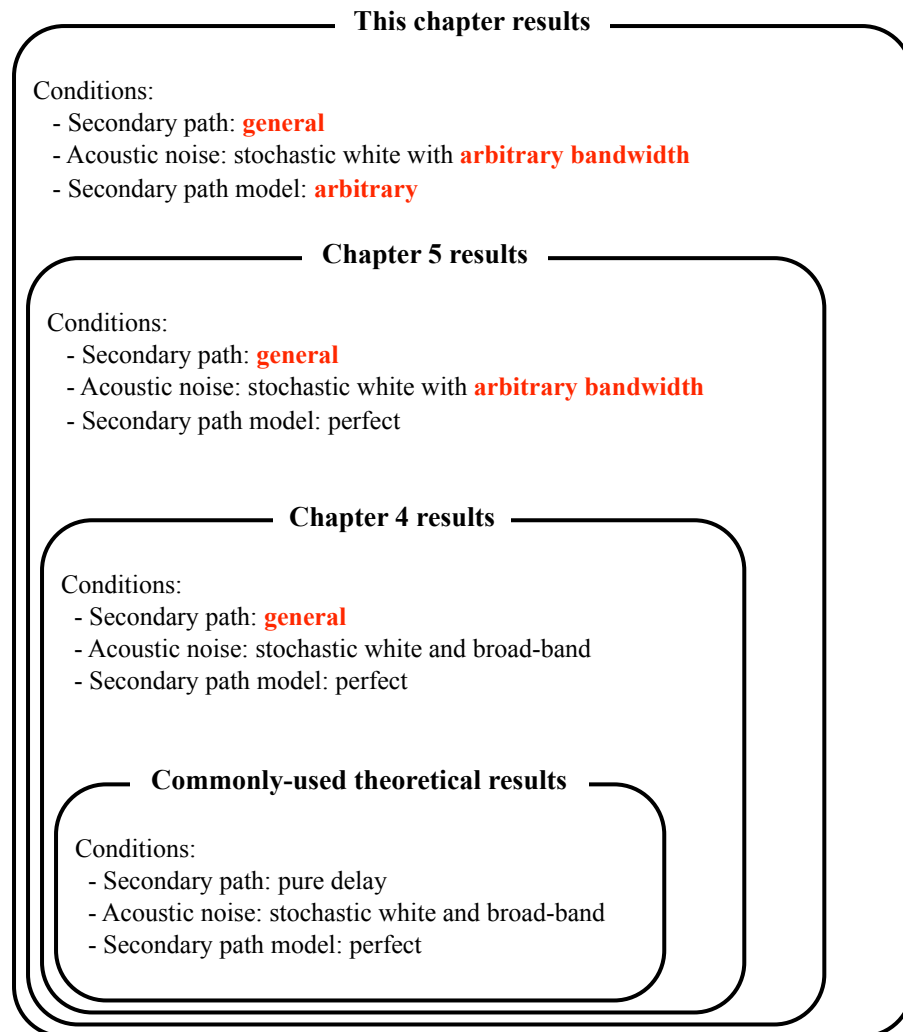 This chapter results
Conditions:
- Secondary path: general
- Acoustic noise: stochastic white with arbitrary bandwidth
- Secondary path model: arbitrary
Chapter 5 results
Conditions:
- Secondary path: general
- Acoustic noise: stochastic white with arbitrary bandwidth
- Secondary path model: perfect
Chapter 4 results
Conditions:
- Secondary path: general
- Acoustic noise: stochastic white and broad-band
- Secondary path model: perfect
Commonly-used theoretical results
Conditions:
- Secondary path: pure delay
- Acoustic noise: stochastic white and broad-band
- Secondary path model: perfect